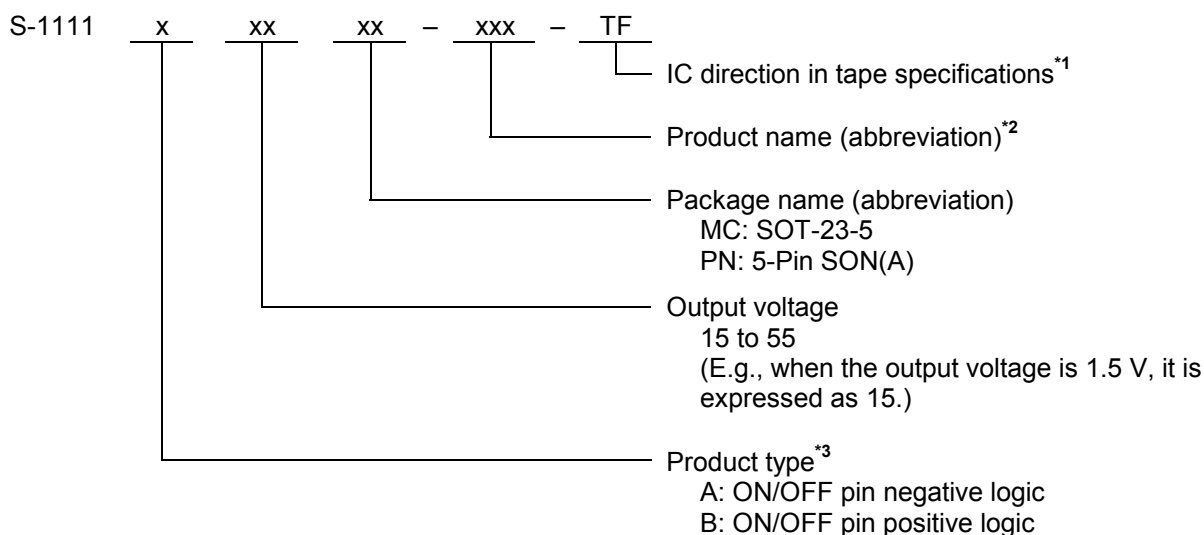 S-1111 x xx xx – xxx – TF
IC direction in tape specifications*1
Product name (abbreviation)*2
Package name (abbreviation)
MC: SOT-23-5
PN: 5-Pin SON(A)
Output voltage
15 to 55
(E.g., when the output voltage is 1.5 V, it is
expressed as 15.)
Product type*3
A: ON/OFF pin negative logic
B: ON/OFF pin positive logic